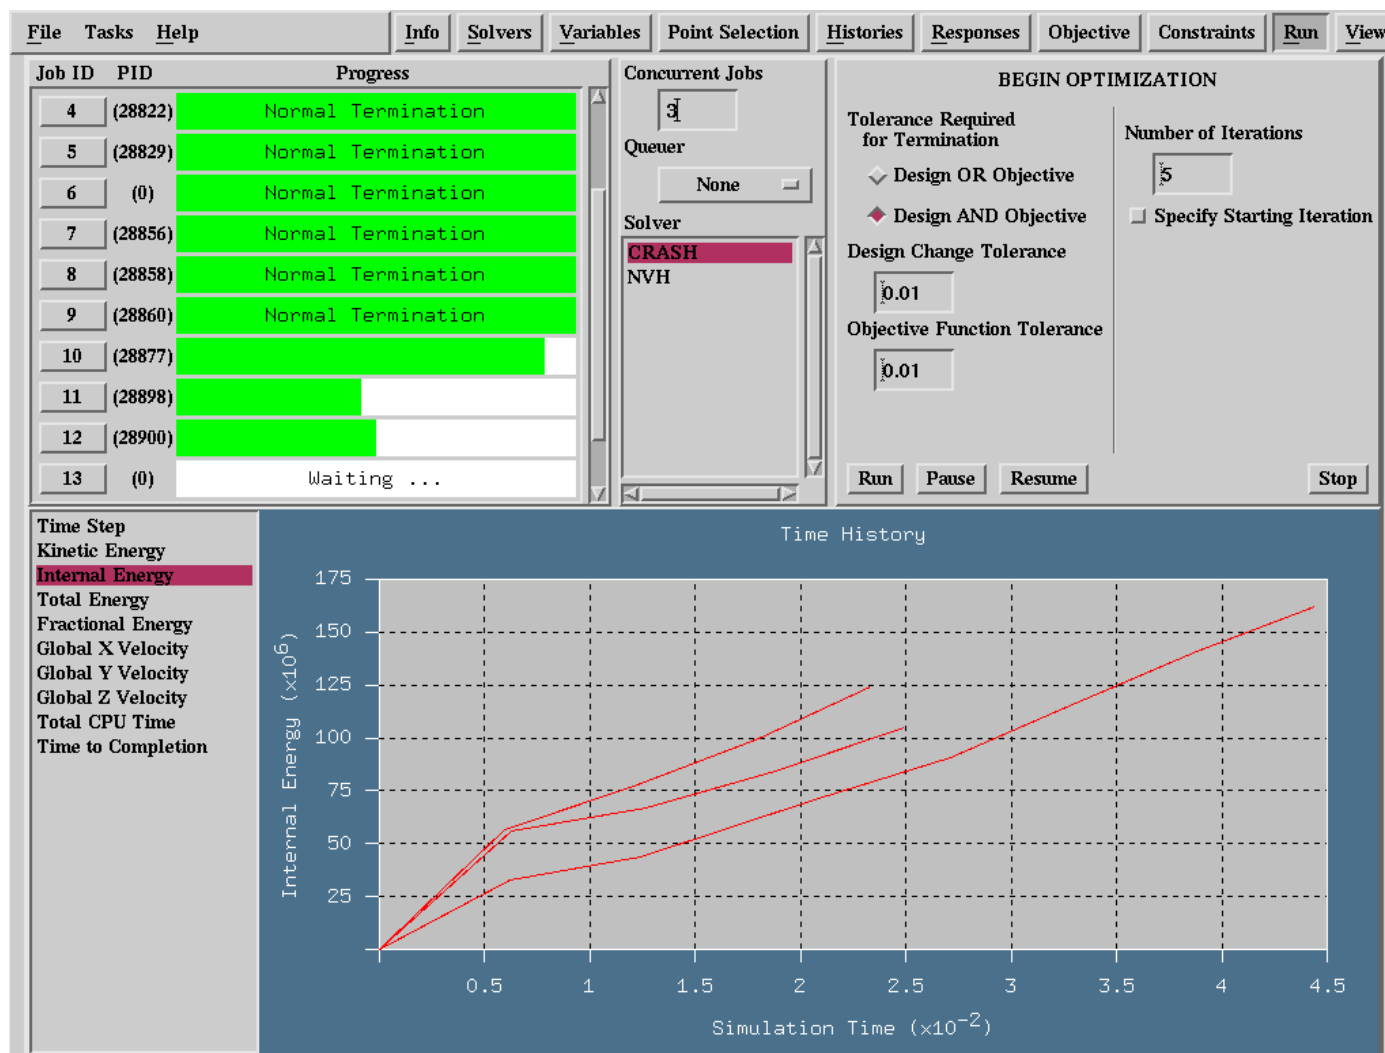 File Tasks Help Info Solvers Variables Point Selection Histories Responses Objective Constraints Run View
Job ID PID Progress
4 (28822) Normal Termination
5 (28829) Normal Termination
6 (0) Normal Termination
7 (28856) Normal Termination
8 (28858) Normal Termination
9 (28860) Normal Termination
10 (28877)
11 (28898)
12 (28900)
13 (0) Waiting ...
Concurrent Jobs
3
Queuer
None
Solver
CRASH
NVH
BEGIN OPTIMIZATION
Tolerance Required
for Termination
Design OR Objective
Design AND Objective
Design Change Tolerance
0.01
Objective Function Tolerance
0.01
Number of Iterations
5
Specify Starting Iteration
Run Pause Resume Stop
Time Step
Kinetic Energy
Internal Energy
Total Energy
Fractional Energy
Global X Velocity
Global Y Velocity
Global Z Velocity
Total CPU Time
Time to Completion
Time History
Internal Energy (x10^6)
175
150
125
100
75
50
25
0.5 1 1.5 2 2.5 3 3.5 4 4.5
Simulation Time (x10^-2)